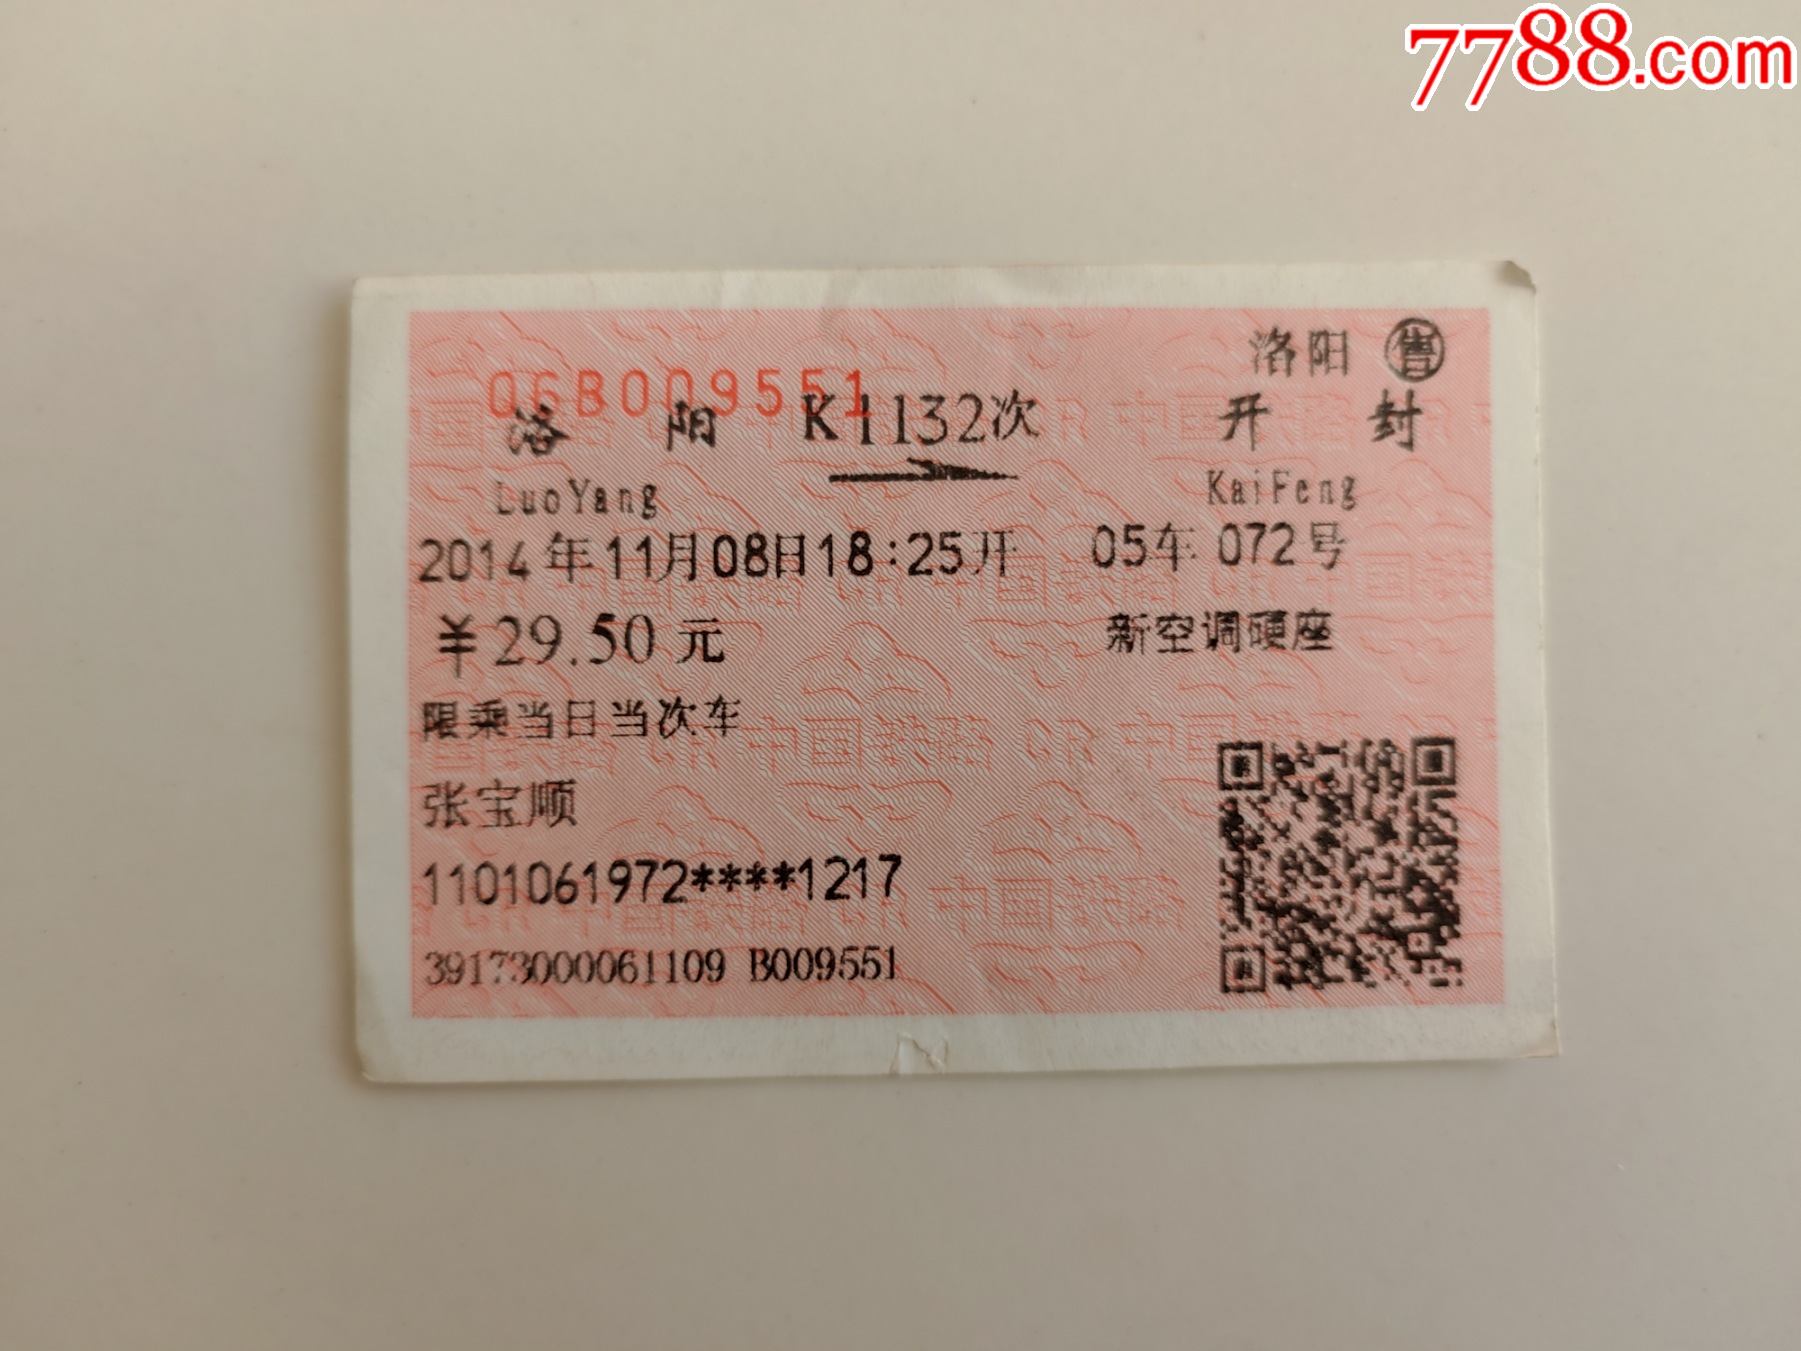 7788.com
洛阳 售
06B009551
洛 阳 K1132次 开 封
LuoYang KaiFeng
2014年11月08日18:25开 05车 072号
￥29.50元 新空调硬座
限乘当日当次车
张宝顺
1101061972****1217
39173000061109 B009551